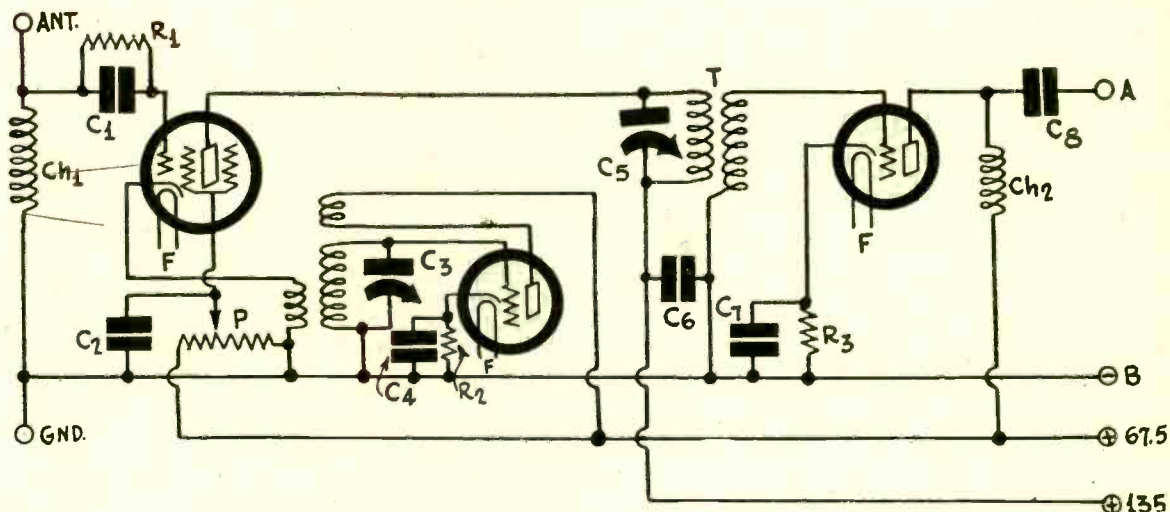 ANT.
R1
C1
Ch1
F
C2
P
C3
C4
R2
F
T
C5
C6
C7
R3
F
Ch2
C8
A
⊖ B
GND.
⊕ 67.5
⊕ 135